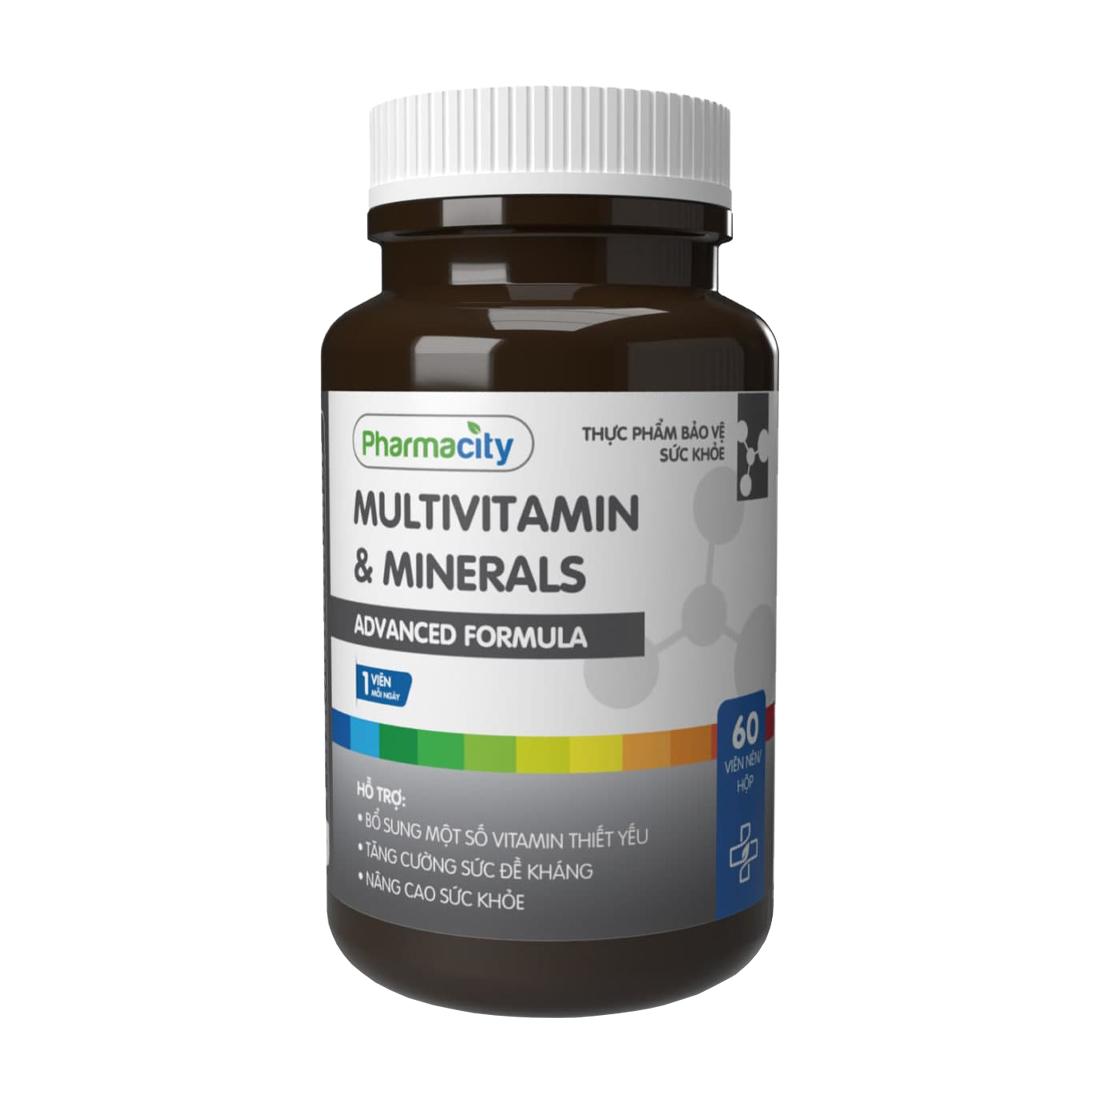 Pharmacity
THỰC PHẨM BẢO VỆ
SỨC KHỎE
MULTIVITAMIN
& MINERALS
ADVANCED FORMULA
1 VIÊN
MỖI NGÀY
60
VIÊN NÉN/
HỘP
HỖ TRỢ:
• BỔ SUNG MỘT SỐ VITAMIN THIẾT YẾU
• TĂNG CƯỜNG SỨC ĐỀ KHÁNG
• NÂNG CAO SỨC KHỎE